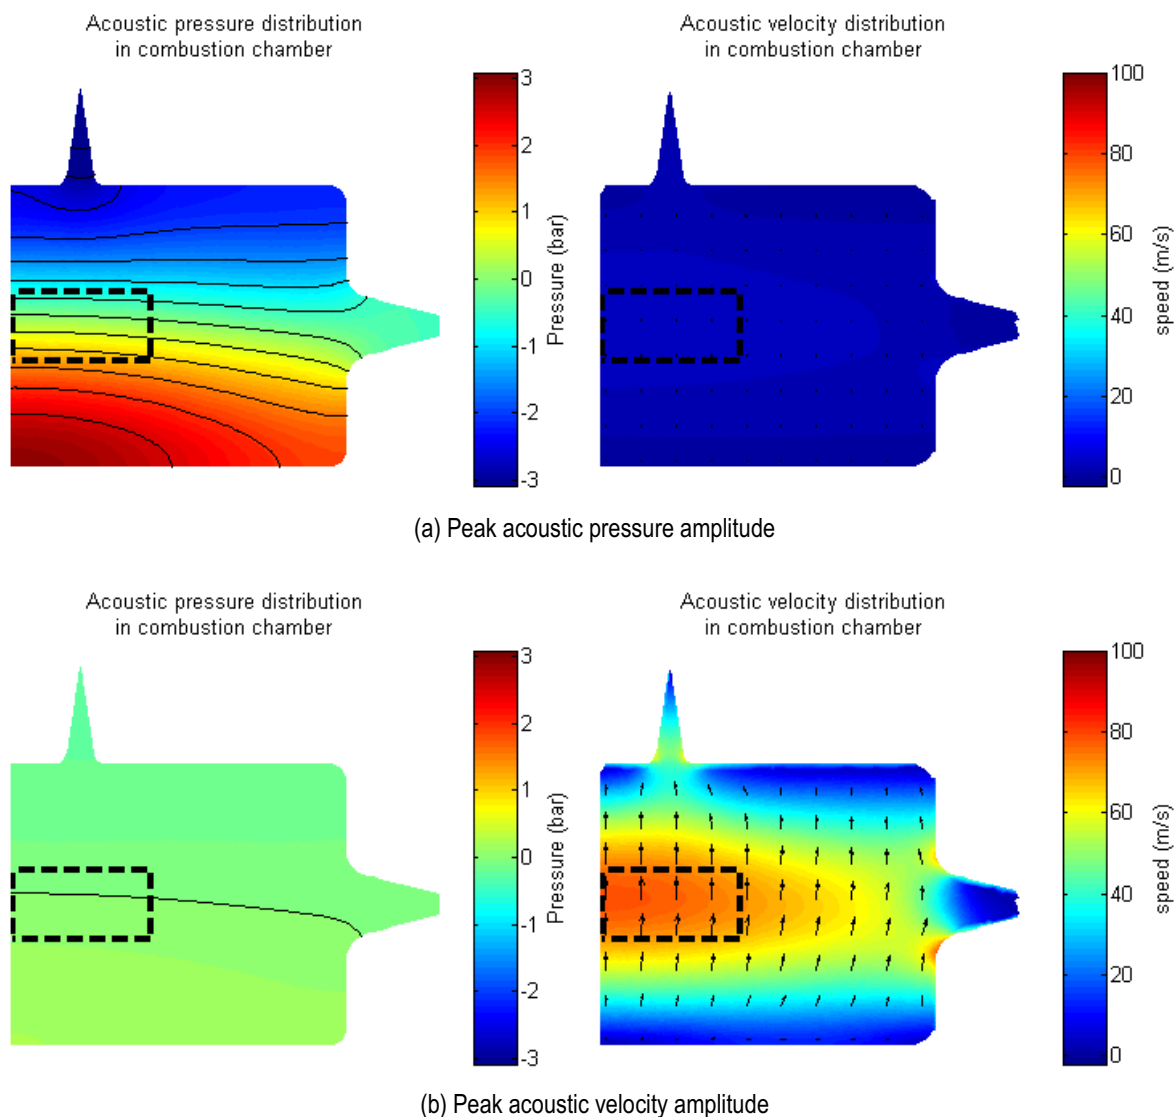 Acoustic pressure distribution
in combustion chamber
3
2
1
0
-1
-2
-3
Pressure (bar)
Acoustic velocity distribution
in combustion chamber
100
80
60
40
20
0
speed (m/s)
(a) Peak acoustic pressure amplitude
Acoustic pressure distribution
in combustion chamber
3
2
1
0
-1
-2
-3
Pressure (bar)
Acoustic velocity distribution
in combustion chamber
100
80
60
40
20
0
speed (m/s)
(b) Peak acoustic velocity amplitude